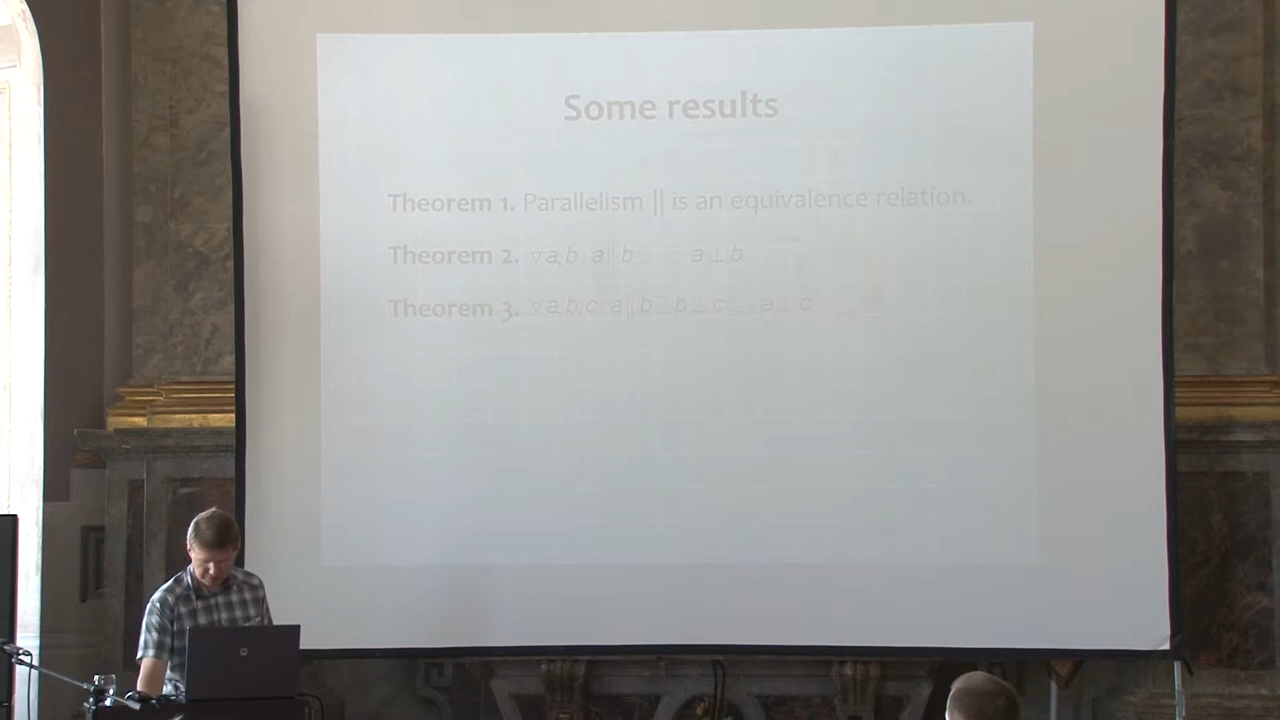 Some results
Theorem 1. Parallelism || is an equivalence relation.
Theorem 2. ∀a,b: a||b a⊥b
Theorem 3. ∀a,b,c: a||b b⊥c a⊥c